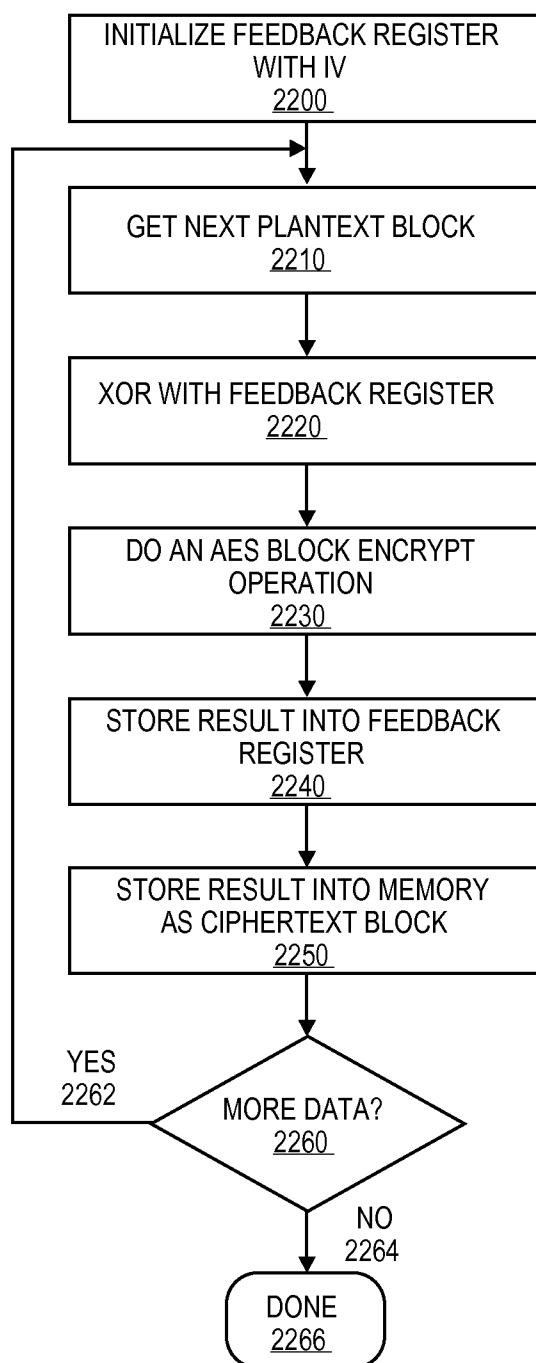 INITIALIZE FEEDBACK REGISTER
WITH IV
2200
GET NEXT PLANTEXT BLOCK
2210
XOR WITH FEEDBACK REGISTER
2220
DO AN AES BLOCK ENCRYPT
OPERATION
2230
STORE RESULT INTO FEEDBACK
REGISTER
2240
STORE RESULT INTO MEMORY
AS CIPHERTEXT BLOCK
2250
YES
2262
MORE DATA?
2260
NO
2264
DONE
2266